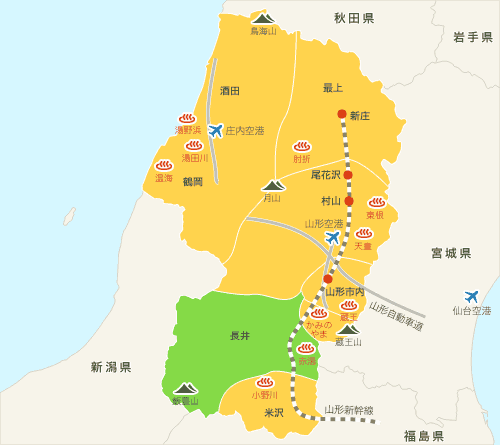 秋田県
鳥海山
岩手県
酒田
最上
新庄
湯野浜
庄内空港
湯田川
肘折
温海
鶴岡
尾花沢
月山
村山
東根
山形空港
天童
宮城県
山形市内
仙台空港
蔵王
山形自動車道
かみの
やま
蔵王山
長井
赤湯
新潟県
小野川
飯豊山
米沢
山形新幹線
福島県